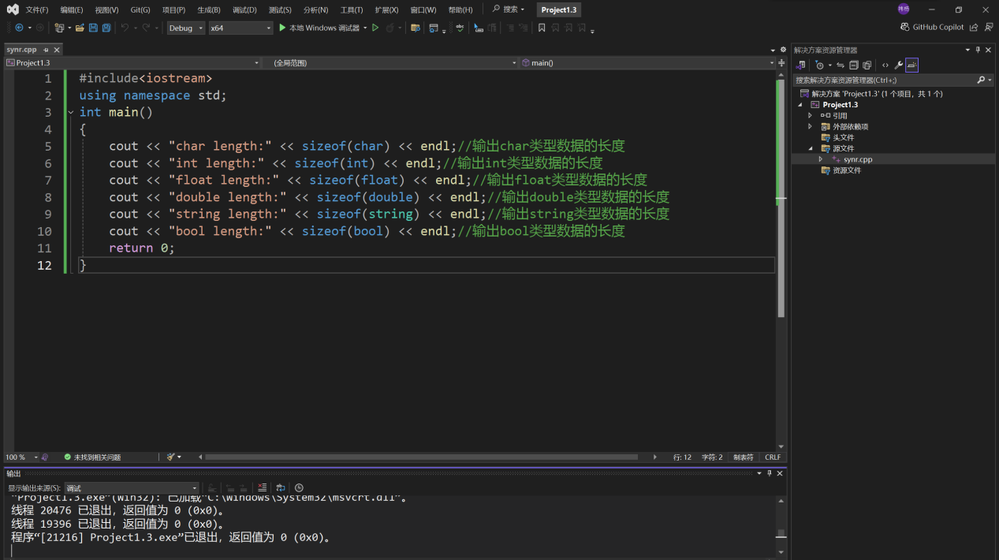 文件(F) 编辑(E) 视图(V) Git(G) 项目(P) 生成(B) 调试(D) 测试(S) 分析(N) 工具(T) 扩展(X) 窗口(W) 帮助(H) 搜索 Project1.3
Debug x64 本地 Windows 调试器 GitHub Copilot
synr.cpp
Project1.3 (全局范围) main()
1 #include<iostream>
2 using namespace std;
3 int main()
4 {
5 cout << "char length:" << sizeof(char) << endl;//输出char类型数据的长度
6 cout << "int length:" << sizeof(int) << endl;//输出int类型数据的长度
7 cout << "float length:" << sizeof(float) << endl;//输出float类型数据的长度
8 cout << "double length:" << sizeof(double) << endl;//输出double类型数据的长度
9 cout << "string length:" << sizeof(string) << endl;//输出string类型数据的长度
10 cout << "bool length:" << sizeof(bool) << endl;//输出bool类型数据的长度
11 return 0;
12 }
100 % 未找到相关问题 行: 12 字符: 2 制表符 CRLF
输出
显示输出来源(S): 调试
"Project1.3.exe"(Win32): 已加载"C:\Windows\System32\msvcrt.dll"。
线程 20476 已退出，返回值为 0 (0x0)。
线程 19396 已退出，返回值为 0 (0x0)。
程序“[21216] Project1.3.exe”已退出，返回值为 0 (0x0)。
解决方案资源管理器
搜索解决方案资源管理器(Ctrl+;)
解决方案 'Project1.3' (1 个项目，共 1 个)
Project1.3
引用
外部依赖项
头文件
源文件
synr.cpp
资源文件